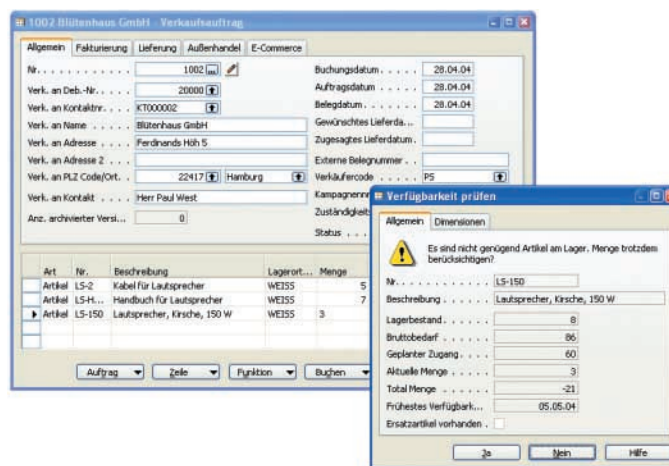 1002 Blütenhaus GmbH - Verkaufsauftrag
Allgemein Fakturierung Lieferung Außenhandel E-Commerce
Nr. . . . . . . . . . . . . 1002
Verk. an Deb.-Nr. . . . . 20000
Verk. an Kontaktnr. . . . KT000002
Verk. an Name . . . . . . Blütenhaus GmbH
Verk. an Adresse . . . . . Ferdinands Höh 5
Verk. an Adresse 2 . . .
Verk. an PLZ Code/Ort. . . 22417 Hamburg
Verk. an Kontakt . . . . Herr Paul West
Anz. archivierter Versi... 0
Buchungsdatum . . . . . 28.04.04
Auftragsdatum . . . . . 28.04.04
Belegdatum . . . . . . . 28.04.04
Gewünschtes Lieferda...
Zugesagtes Lieferdatum .
Externe Belegnummer . .
Verkäufercode . . . . . PS
Zuständigkeits
Status . . .
Art Nr. Beschreibung Lagerort... Menge
Artikel LS-2 Kabel für Lautsprecher WEISS 5
Artikel LS-H... Handbuch für Lautsprecher WEISS 7
Artikel LS-150 Lautsprecher, Kirsche, 150 W WEISS 3
Auftrag Zeile Funktion Buchen
Verfügbarkeit prüfen
Allgemein Dimensionen
Es sind nicht genügend Artikel am Lager. Menge trotzdem
berücksichtigen?
Nr. . . . . . . . . . . . LS-150
Beschreibung . . . . . . Lautsprecher, Kirsche, 150 W
Lagerbestand . . . . . . 8
Bruttobedarf . . . . . . 86
Geplanter Zugang . . . . 60
Aktuelle Menge . . . . . 3
Total Menge . . . . . . -21
Frühestes Verfügbark... 05.05.04
Ersatzartikel vorhanden .
Ja Nein Hilfe